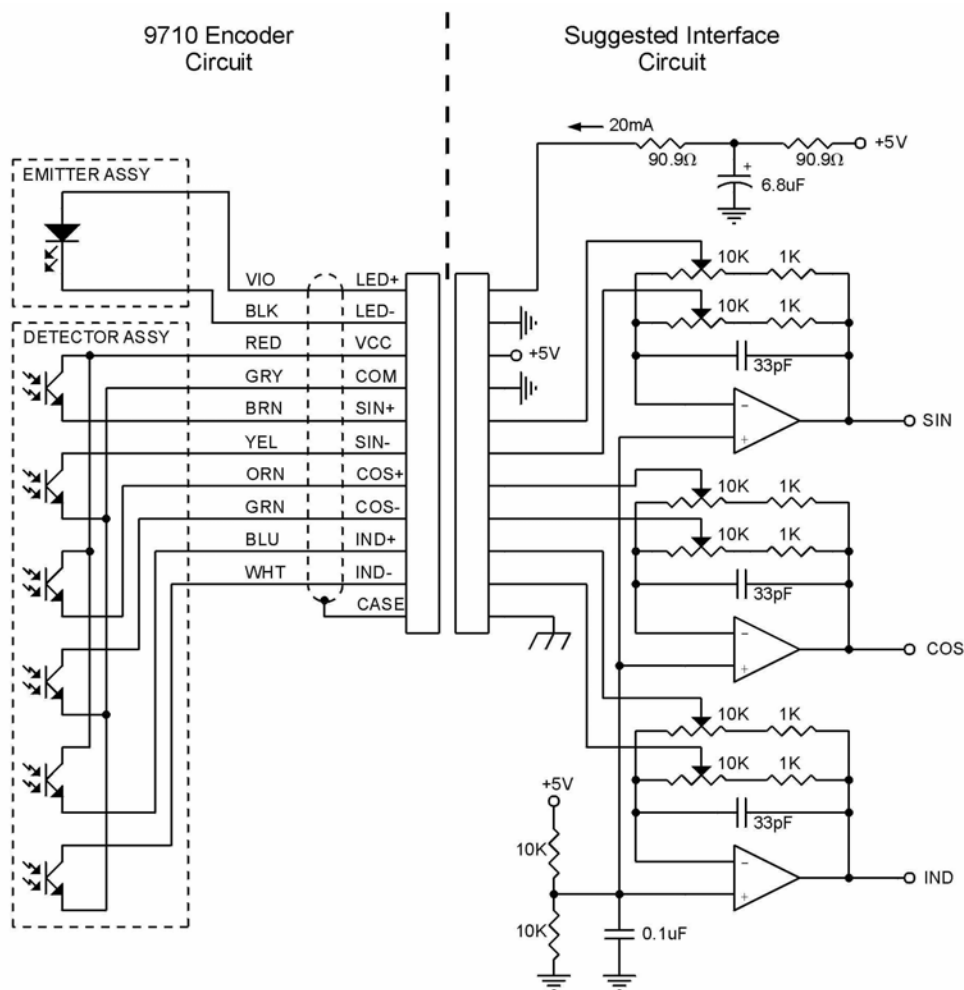 9710 Encoder
Circuit
Suggested Interface
Circuit
20mA
90.9Ω
90.9Ω
+5V
+
6.8uF
EMITTER ASSY
DETECTOR ASSY
VIO LED+
BLK LED-
RED VCC
GRY COM
BRN SIN+
YEL SIN-
ORN COS+
GRN COS-
BLU IND+
WHT IND-
CASE
+5V
10K 1K
10K 1K
33pF
-
+
SIN
10K 1K
10K 1K
33pF
-
+
COS
10K 1K
10K 1K
33pF
-
+
IND
+5V
10K
10K
0.1uF